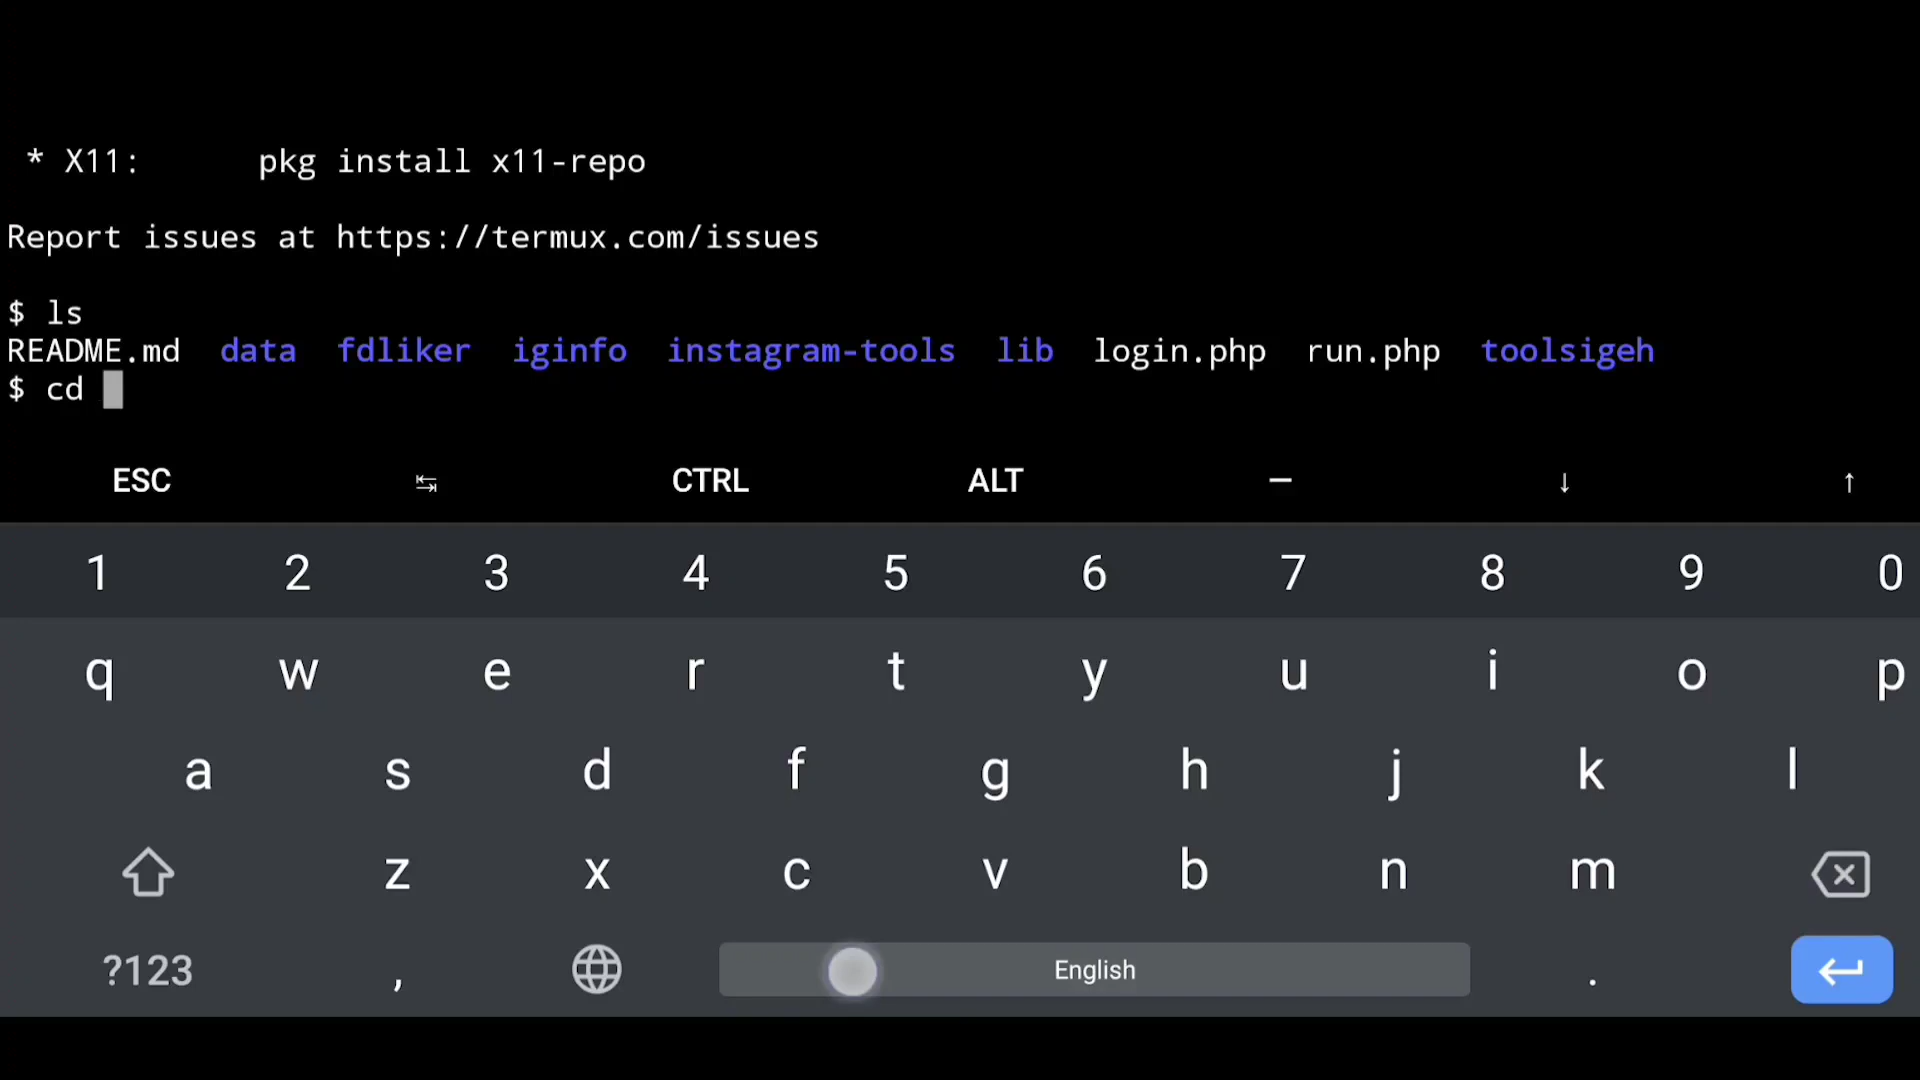 * X11: pkg install x11-repo
Report issues at https://termux.com/issues
$ ls
README.md data fdliker iginfo instagram-tools lib login.php run.php toolsigeh
$ cd
ESC ↹ CTRL ALT — ↓ ↑
1 2 3 4 5 6 7 8 9 0
q w e r t y u i o p
a s d f g h j k l
z x c v b n m
?123 , English .